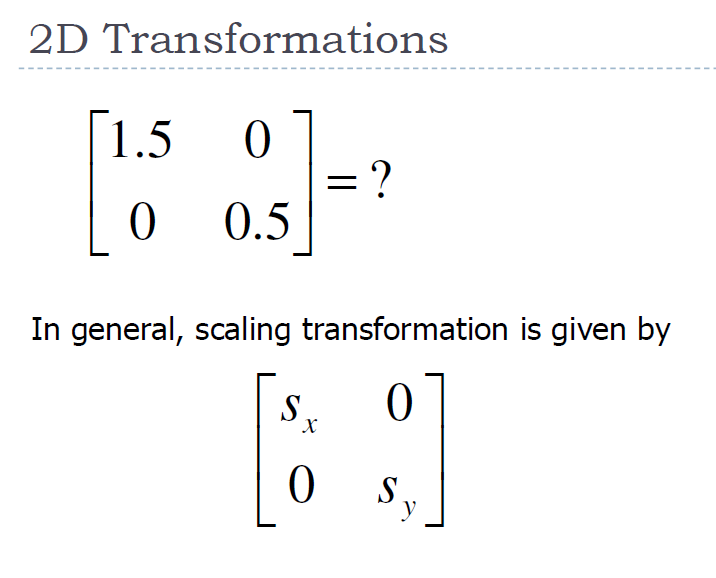 2D Transformations
[1.5 0
0 0.5] = ?
In general, scaling transformation is given by
[s_x 0
0 s_y]